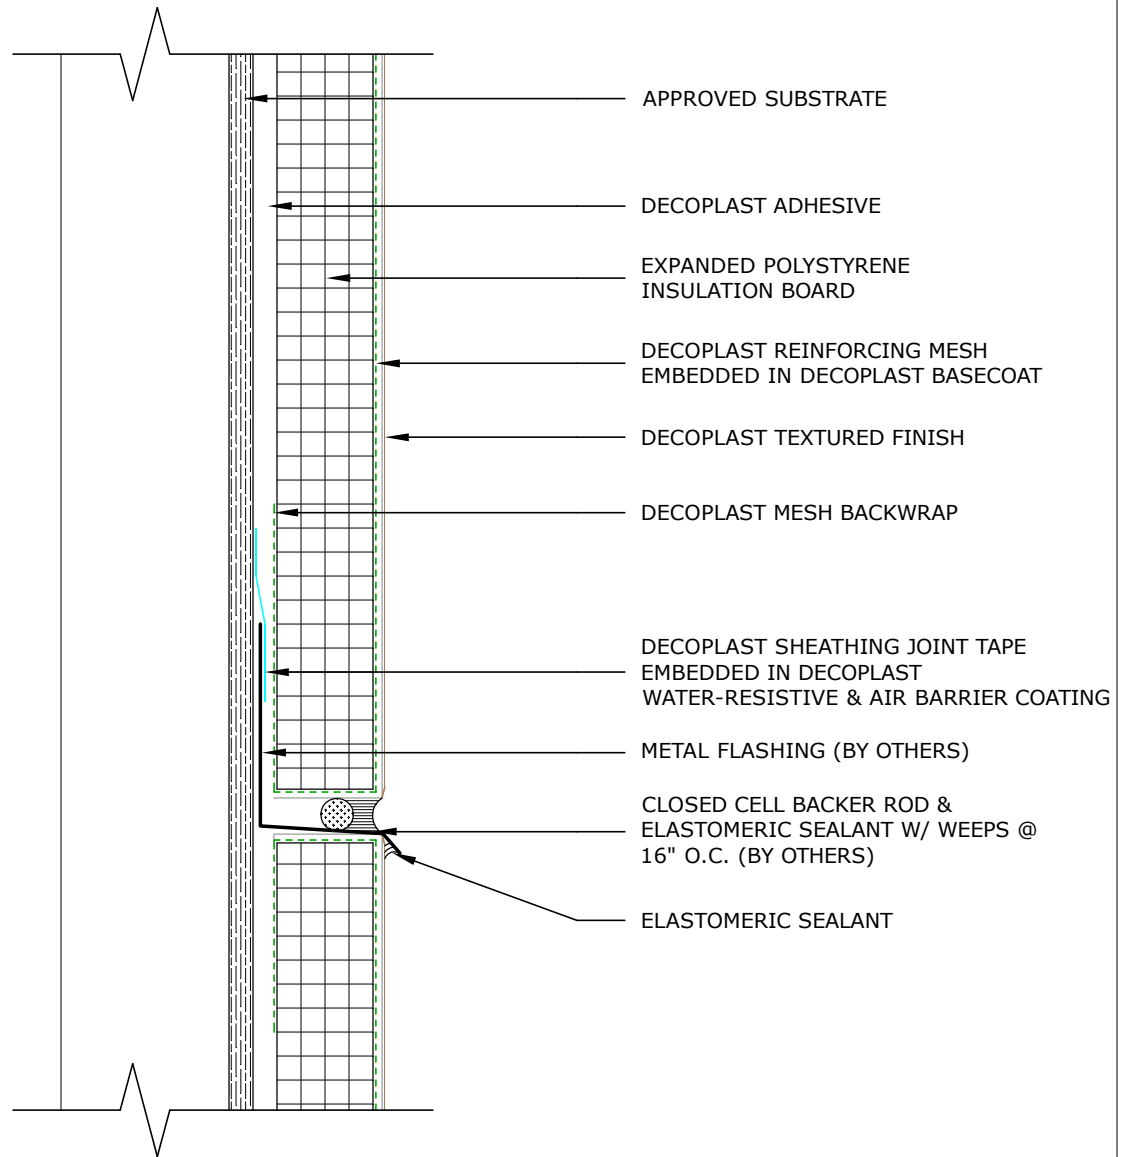 APPROVED SUBSTRATE
DECOPLAST ADHESIVE
EXPANDED POLYSTYRENE
INSULATION BOARD
DECOPLAST REINFORCING MESH
EMBEDDED IN DECOPLAST BASECOAT
DECOPLAST TEXTURED FINISH
DECOPLAST MESH BACKWRAP
DECOPLAST SHEATHING JOINT TAPE
EMBEDDED IN DECOPLAST
WATER-RESISTIVE & AIR BARRIER COATING
METAL FLASHING (BY OTHERS)
CLOSED CELL BACKER ROD &
ELASTOMERIC SEALANT W/ WEEPS @
16" O.C. (BY OTHERS)
ELASTOMERIC SEALANT